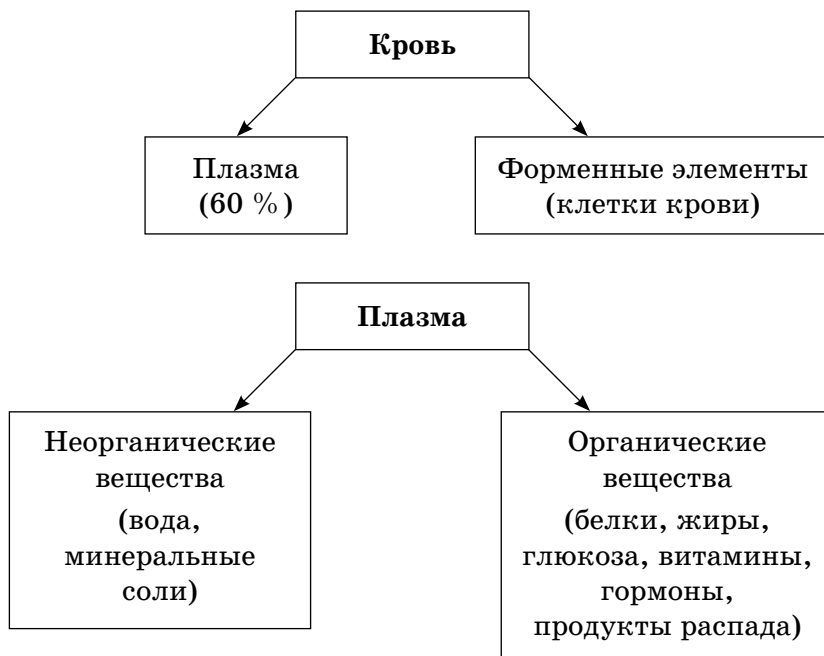 Кровь
Плазма
(60 %)
Форменные элементы
(клетки крови)
Плазма
Неорганические
вещества
(вода,
минеральные
соли)
Органические
вещества
(белки, жиры,
глюкоза, витамины,
гормоны,
продукты распада)